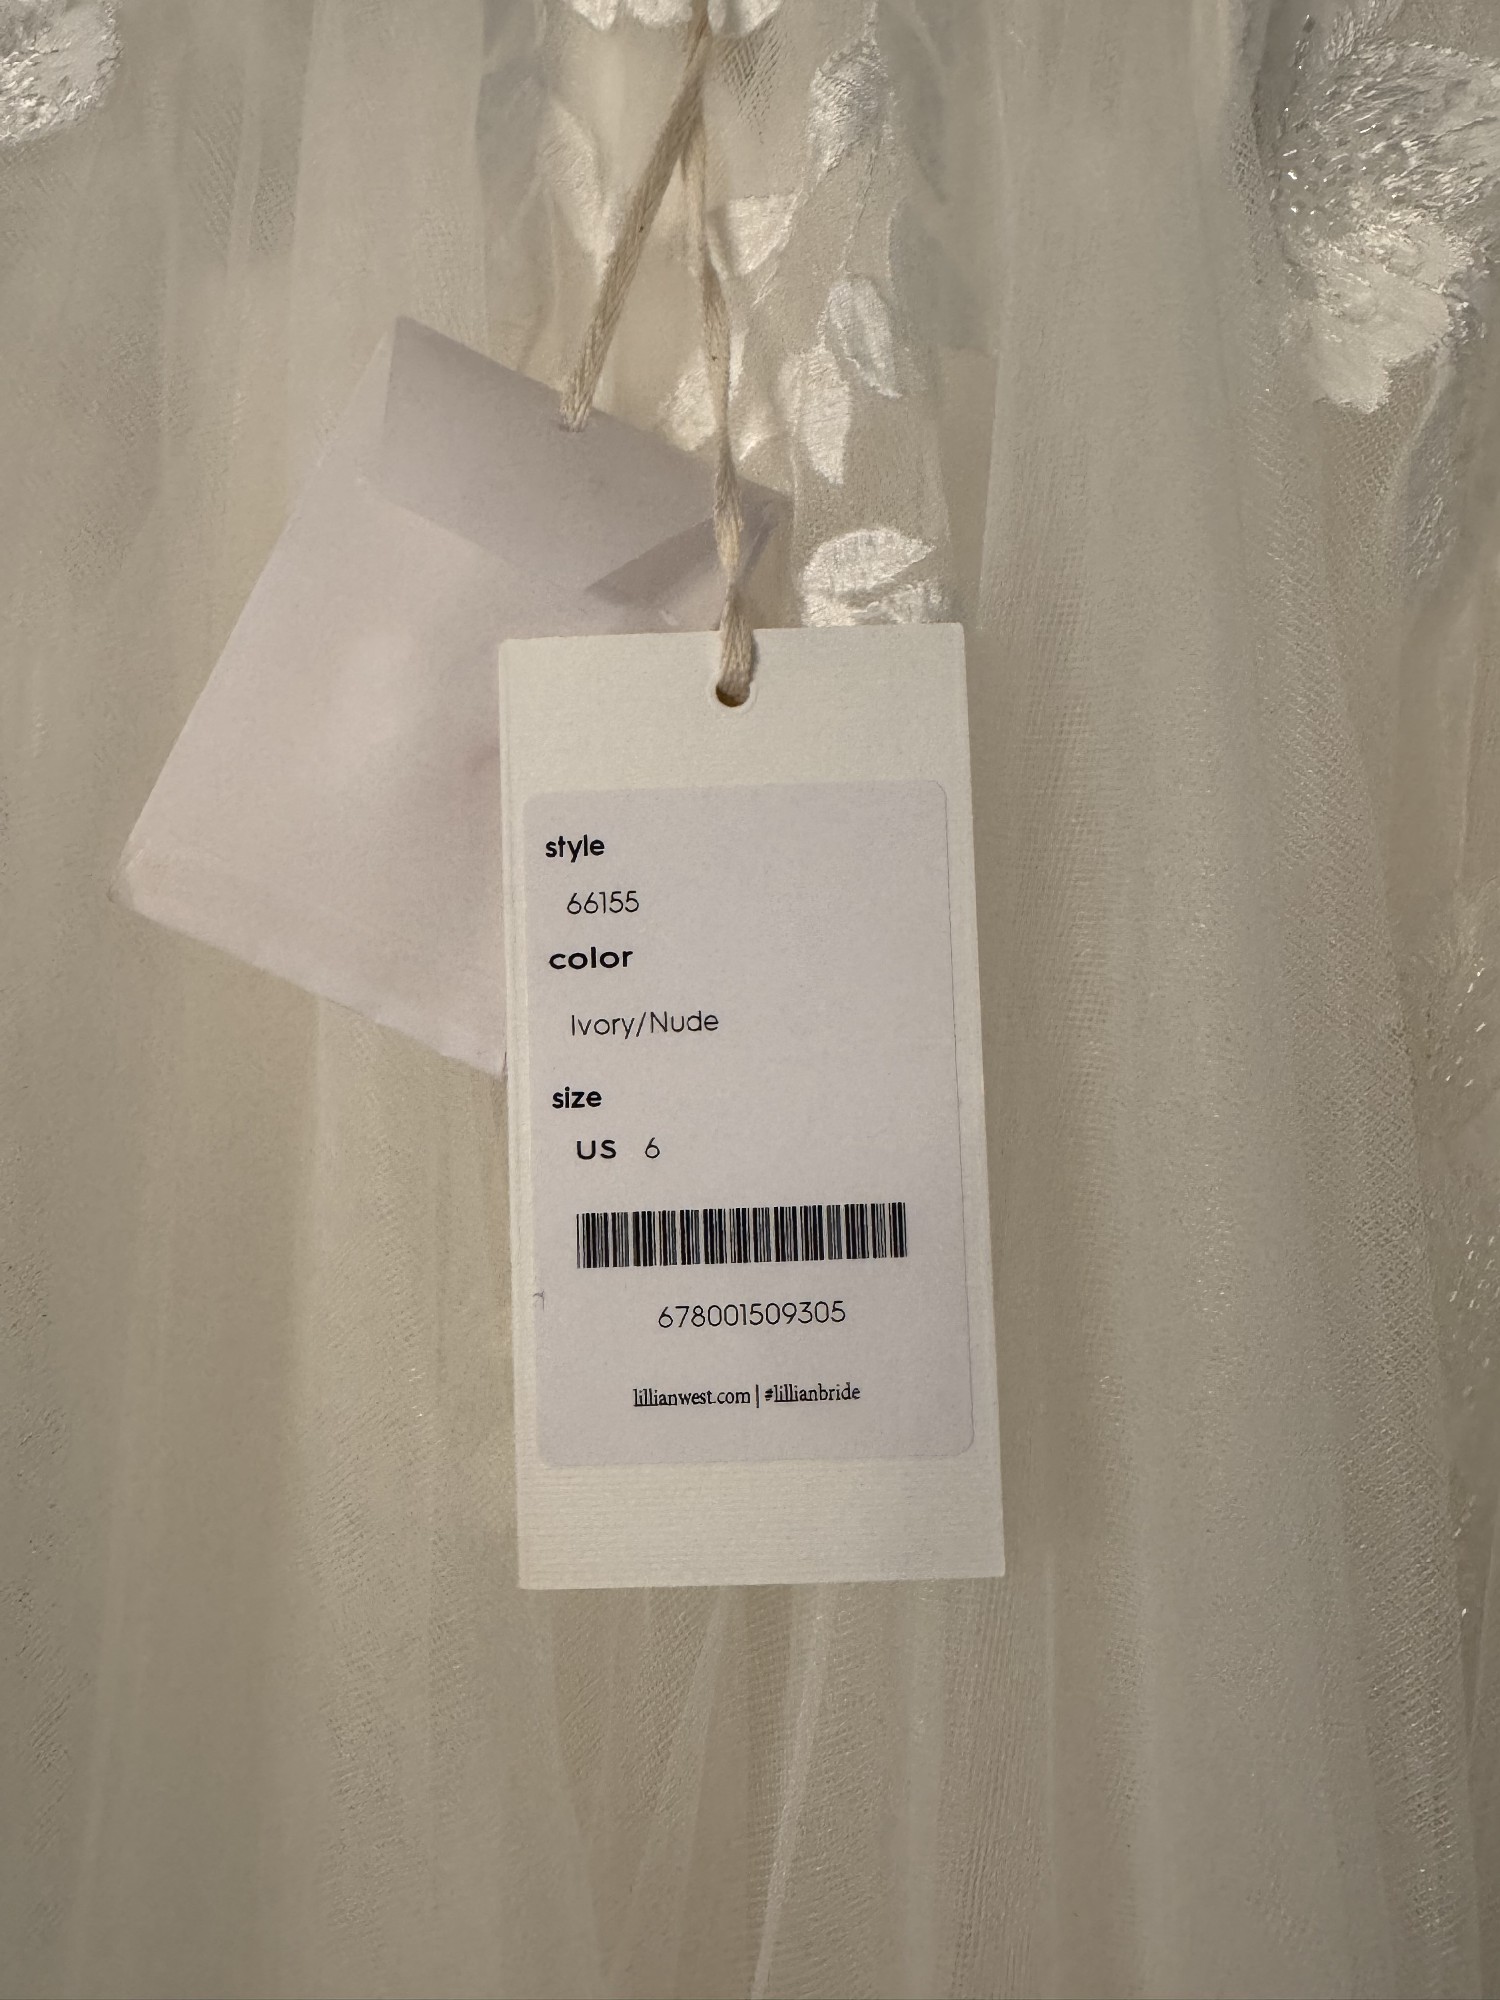 style
66155
color
Ivory/Nude
size
US 6
678001509305
lillianwest.com | #lillianbride